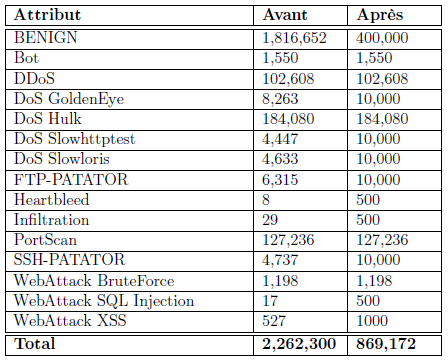 Attribut Avant Après
BENIGN 1,816,652 400,000
Bot 1,550 1,550
DDoS 102,608 102,608
DoS GoldenEye 8,263 10,000
DoS Hulk 184,080 184,080
DoS Slowhttptest 4,447 10,000
DoS Slowloris 4,633 10,000
FTP-PATATOR 6,315 10,000
Heartbleed 8 500
Infiltration 29 500
PortScan 127,236 127,236
SSH-PATATOR 4,737 10,000
WebAttack BruteForce 1,198 1,198
WebAttack SQL Injection 17 500
WebAttack XSS 527 1000
Total 2,262,300 869,172